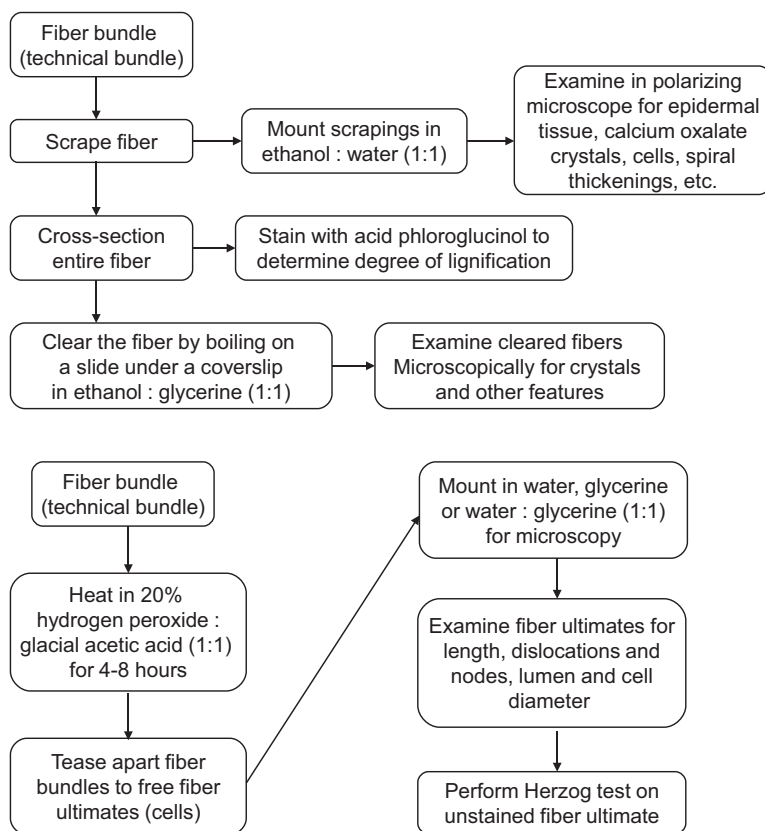 Fiber bundle
(technical bundle)
Scrape fiber
Mount scrapings in
ethanol : water (1:1)
Examine in polarizing
microscope for epidermal
tissue, calcium oxalate
crystals, cells, spiral
thickenings, etc.
Cross-section
entire fiber
Stain with acid phloroglucinol to
determine degree of lignification
Clear the fiber by boiling on
a slide under a coverslip
in ethanol : glycerine (1:1)
Examine cleared fibers
Microscopically for crystals
and other features
Fiber bundle
(technical bundle)
Heat in 20%
hydrogen peroxide :
glacial acetic acid (1:1)
for 4-8 hours
Tease apart fiber
bundles to free fiber
ultimates (cells)
Mount in water, glycerine
or water : glycerine (1:1)
for microscopy
Examine fiber ultimates for
length, dislocations and
nodes, lumen and cell
diameter
Perform Herzog test on
unstained fiber ultimate